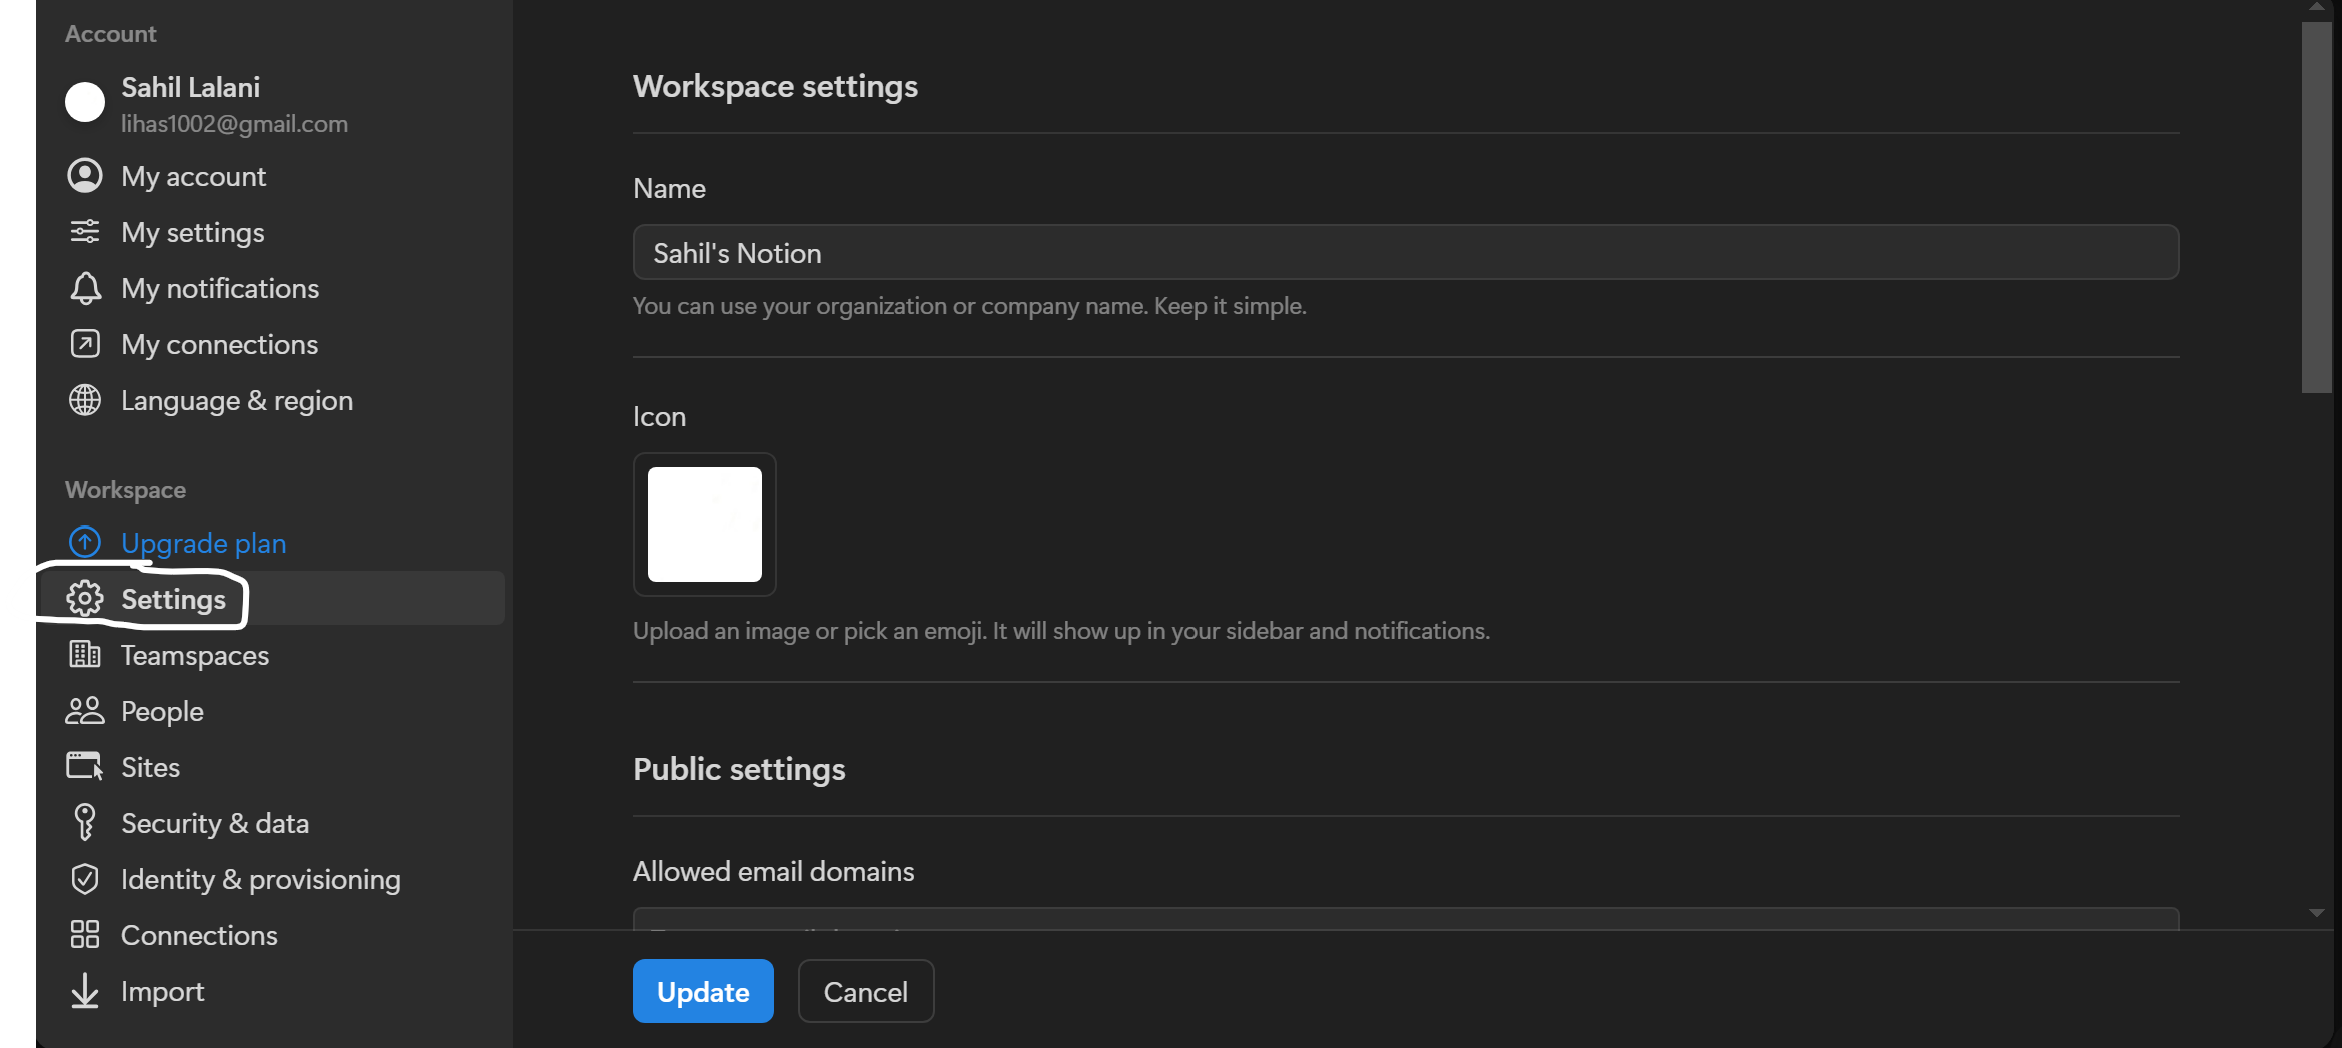 Account
Sahil Lalani
lihas1002@gmail.com
My account
My settings
My notifications
My connections
Language & region
Workspace
Upgrade plan
Settings
Teamspaces
People
Sites
Security & data
Identity & provisioning
Connections
Import
Workspace settings
Name
Sahil's Notion
You can use your organization or company name. Keep it simple.
Icon
Upload an image or pick an emoji. It will show up in your sidebar and notifications.
Public settings
Allowed email domains
Update
Cancel